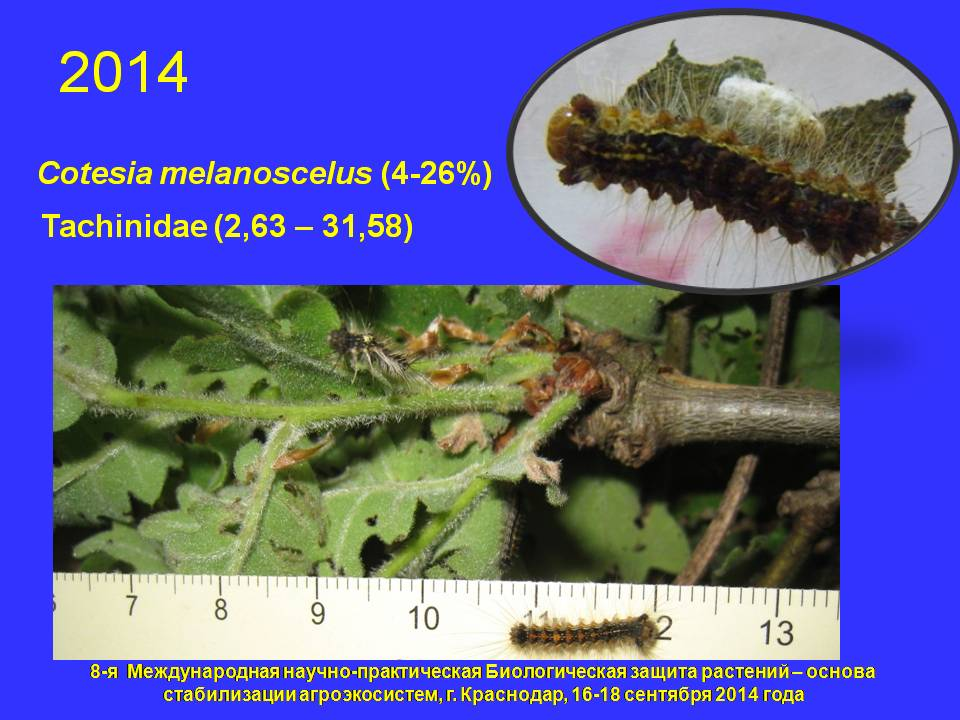 2014
Cotesia melanoscelus (4-26%)
Tachinidae (2,63 – 31,58)
7 8 9 10 11 2 13
8-я Международная научно-практическая Биологическая защита растений – основа
стабилизации агроэкосистем, г. Краснодар, 16-18 сентября 2014 года